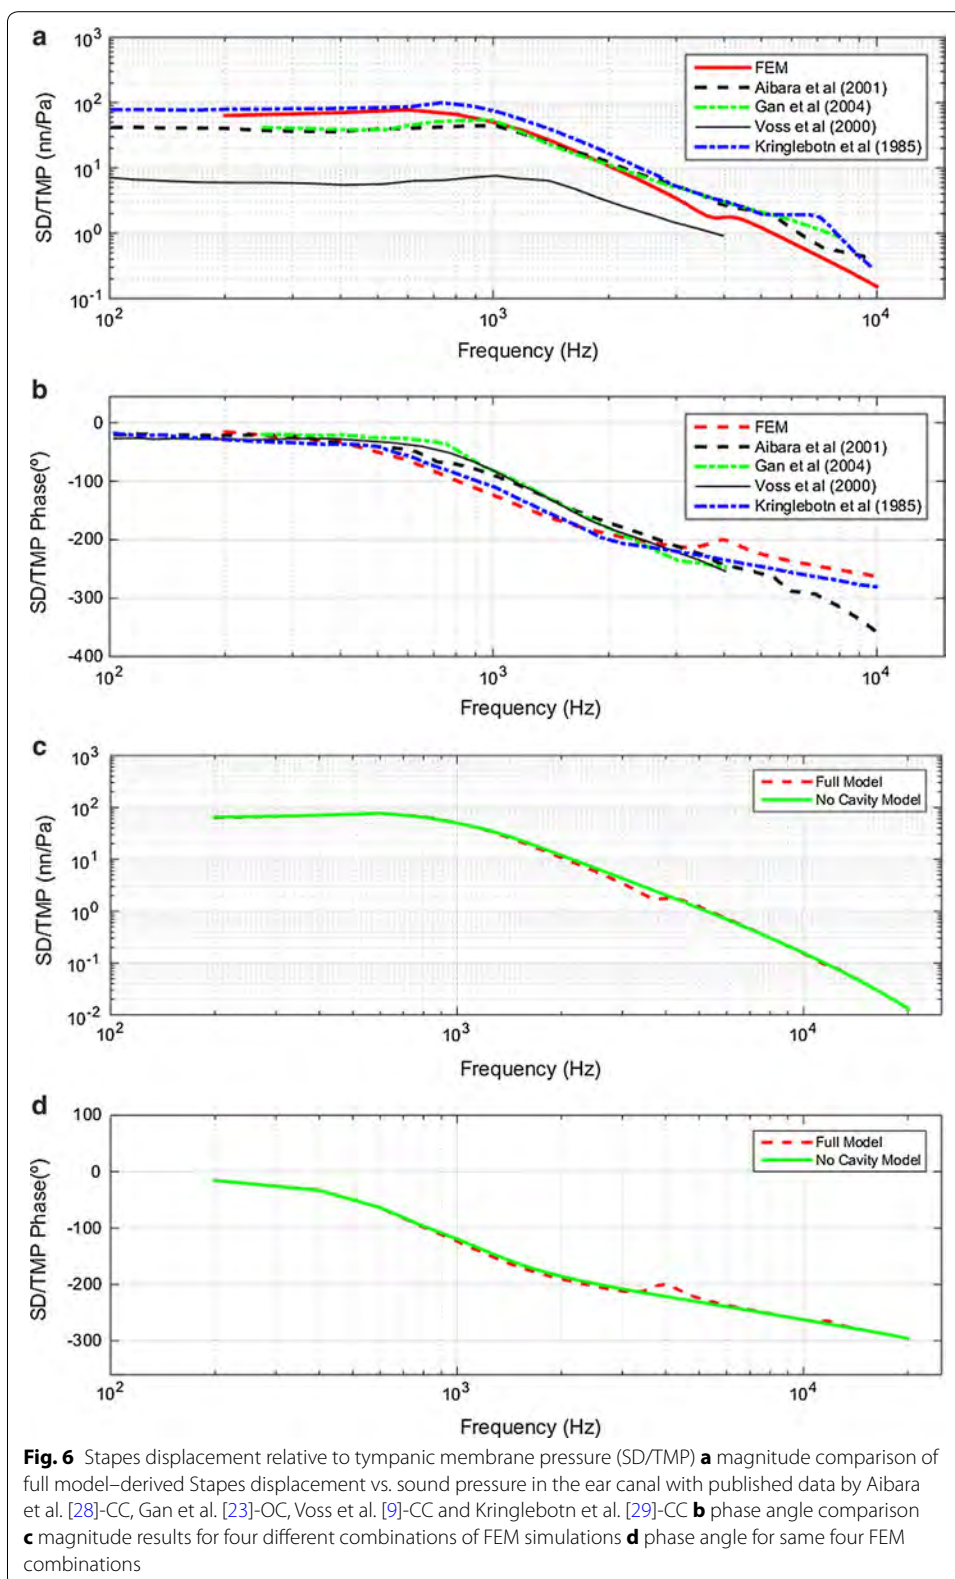 a
10³
10²
10¹
10⁰
10⁻¹
SD/TMP (nn/Pa)
FEM
Aibara et al (2001)
Gan et al (2004)
Voss et al (2000)
Kringlebotn et al (1985)
10² 10³ 10⁴
Frequency (Hz)
b
0
-100
-200
-300
-400
SD/TMP Phase(º)
FEM
Aibara et al (2001)
Gan et al (2004)
Voss et al (2000)
Kringlebotn et al (1985)
10² 10³ 10⁴
Frequency (Hz)
c
10³
10²
10¹
10⁰
10⁻¹
10⁻²
SD/TMP (nn/Pa)
Full Model
No Cavity Model
10² 10³ 10⁴
Frequency (Hz)
d
100
0
-100
-200
-300
SD/TMP Phase(º)
Full Model
No Cavity Model
10² 10³ 10⁴
Frequency (Hz)
Fig. 6 Stapes displacement relative to tympanic membrane pressure (SD/TMP) a magnitude comparison of
full model–derived Stapes displacement vs. sound pressure in the ear canal with published data by Aibara
et al. [28]-CC, Gan et al. [23]-OC, Voss et al. [9]-CC and Kringlebotn et al. [29]-CC b phase angle comparison
c magnitude results for four different combinations of FEM simulations d phase angle for same four FEM
combinations